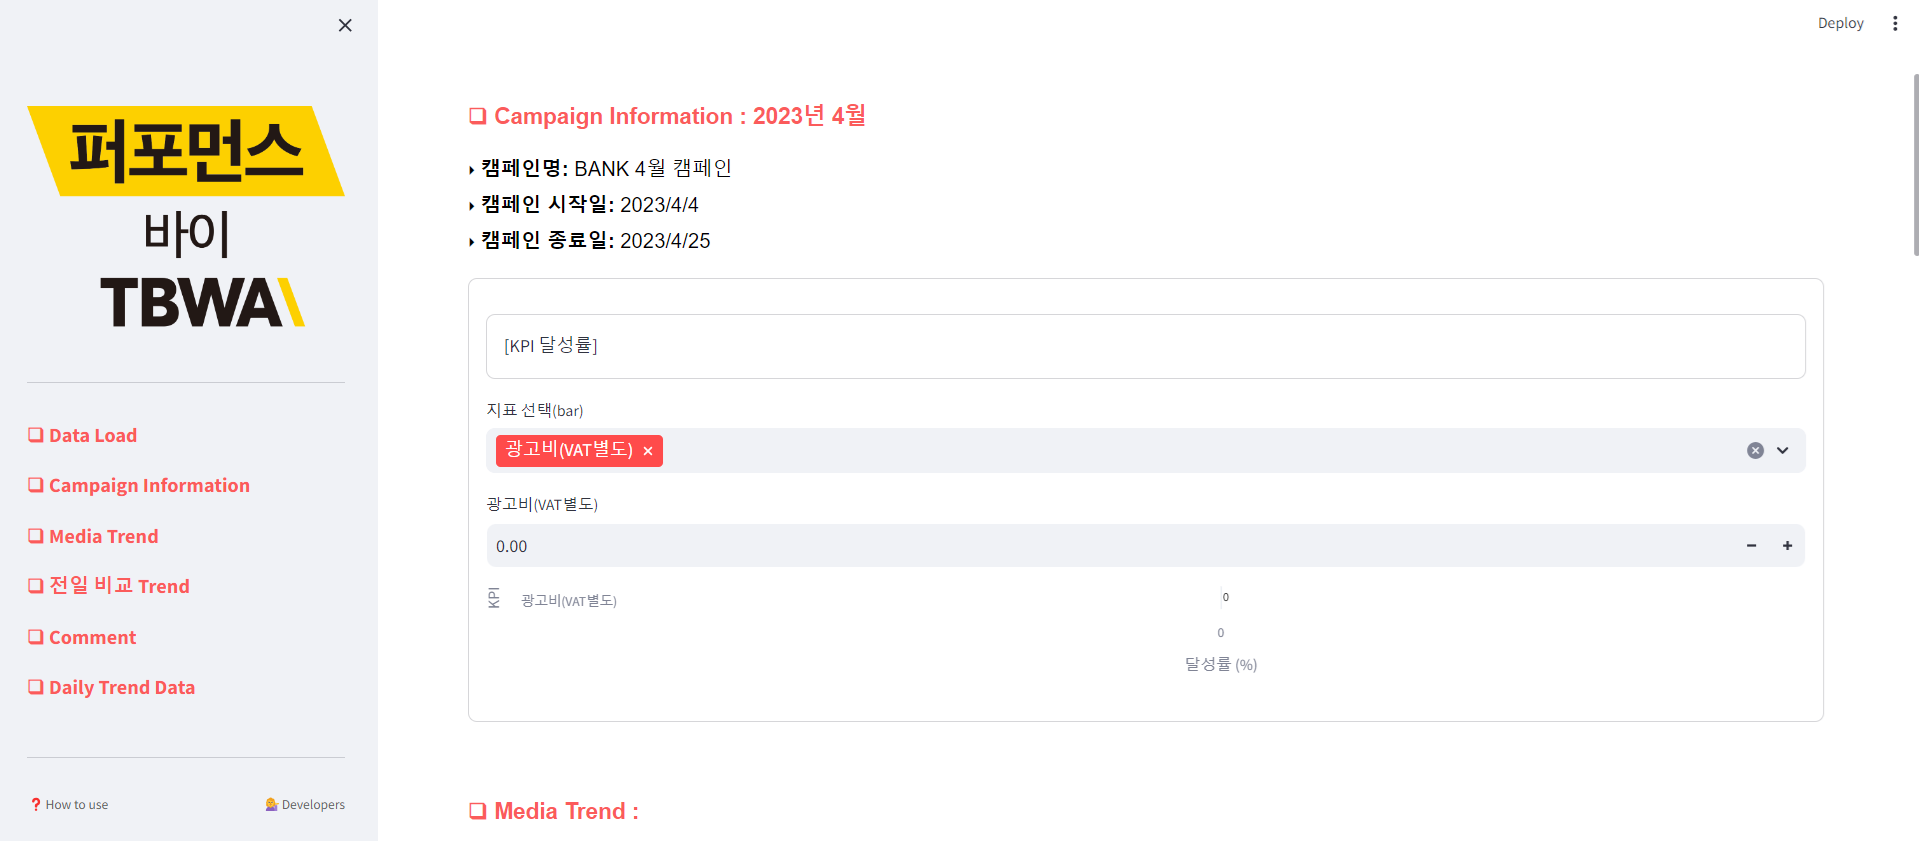 Deploy
퍼포먼스
바이
TBWA\
❏ Data Load
❏ Campaign Information
❏ Media Trend
❏ 전일 비교 Trend
❏ Comment
❏ Daily Trend Data
❓ How to use
💁‍♀️ Developers
❏ Campaign Information : 2023년 4월
캠페인명: BANK 4월 캠페인
캠페인 시작일: 2023/4/4
캠페인 종료일: 2023/4/25
[KPI 달성률]
지표 선택(bar)
광고비(VAT별도)
광고비(VAT별도)
0.00
KPI
광고비(VAT별도)
0
0
달성률 (%)
❏ Media Trend :